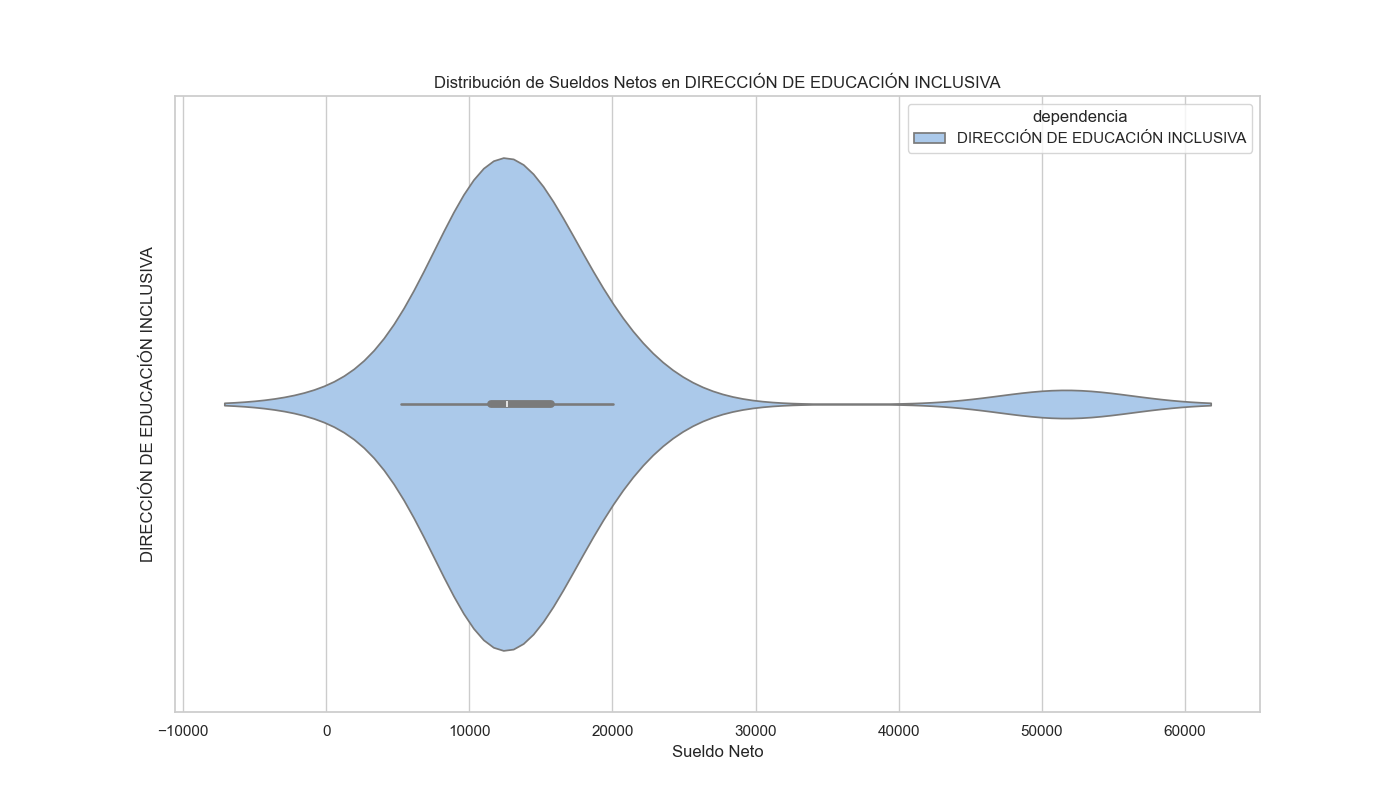 Distribución de Sueldos Netos en DIRECCIÓN DE EDUCACIÓN INCLUSIVA
dependencia
DIRECCIÓN DE EDUCACIÓN INCLUSIVA
DIRECCIÓN DE EDUCACIÓN INCLUSIVA
−10000 0 10000 20000 30000 40000 50000 60000
Sueldo Neto